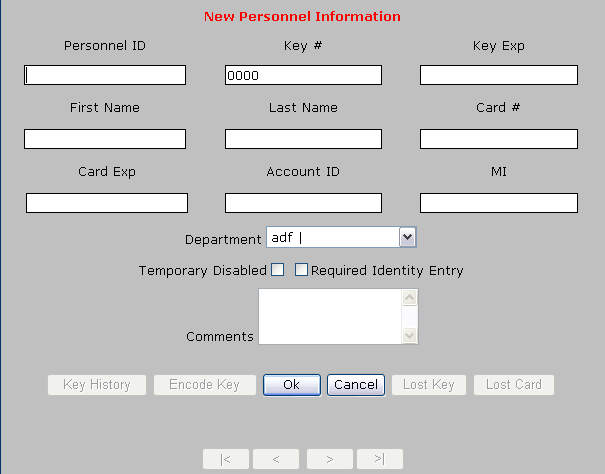 New Personnel Information
Personnel ID Key # Key Exp
0000
First Name Last Name Card #
Card Exp Account ID MI
Department adf |
Temporary Disabled Required Identity Entry
Comments
Key History Encode Key Ok Cancel Lost Key Lost Card
|< < > >|